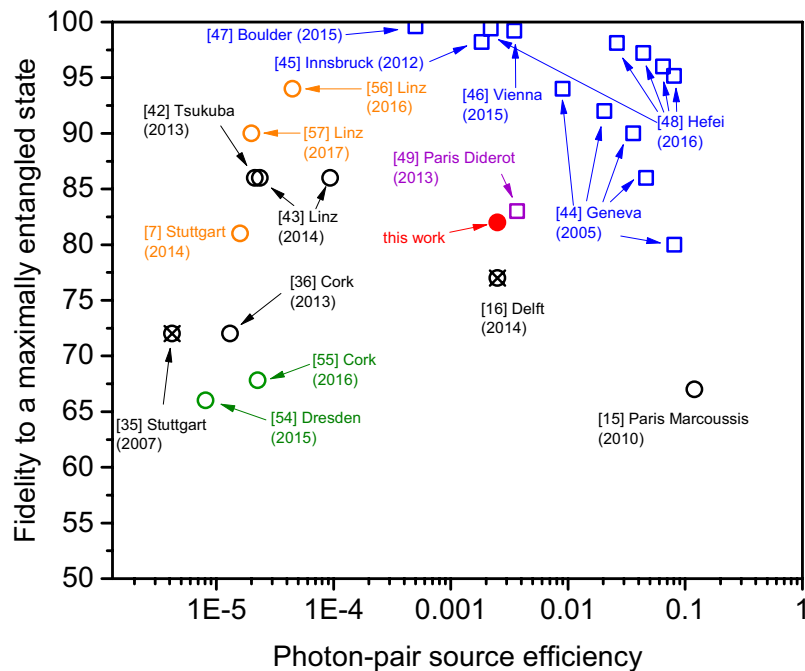 Fidelity to a maximally entangled state
100
95
90
85
80
75
70
65
60
55
50
[47] Boulder (2015)
[45] Innsbruck (2012)
[56] Linz
(2016)
[42] Tsukuba
(2013)
[46] Vienna
(2015)
[48] Hefei
(2016)
[57] Linz
(2017)
[49] Paris Diderot
(2013)
[43] Linz
(2014)
[44] Geneva
(2005)
[7] Stuttgart
(2014)
this work
[36] Cork
(2013)
[16] Delft
(2014)
[55] Cork
(2016)
[54] Dresden
(2015)
[35] Stuttgart
(2007)
[15] Paris Marcoussis
(2010)
1E-5
1E-4
0.001
0.01
0.1
1
Photon-pair source efficiency